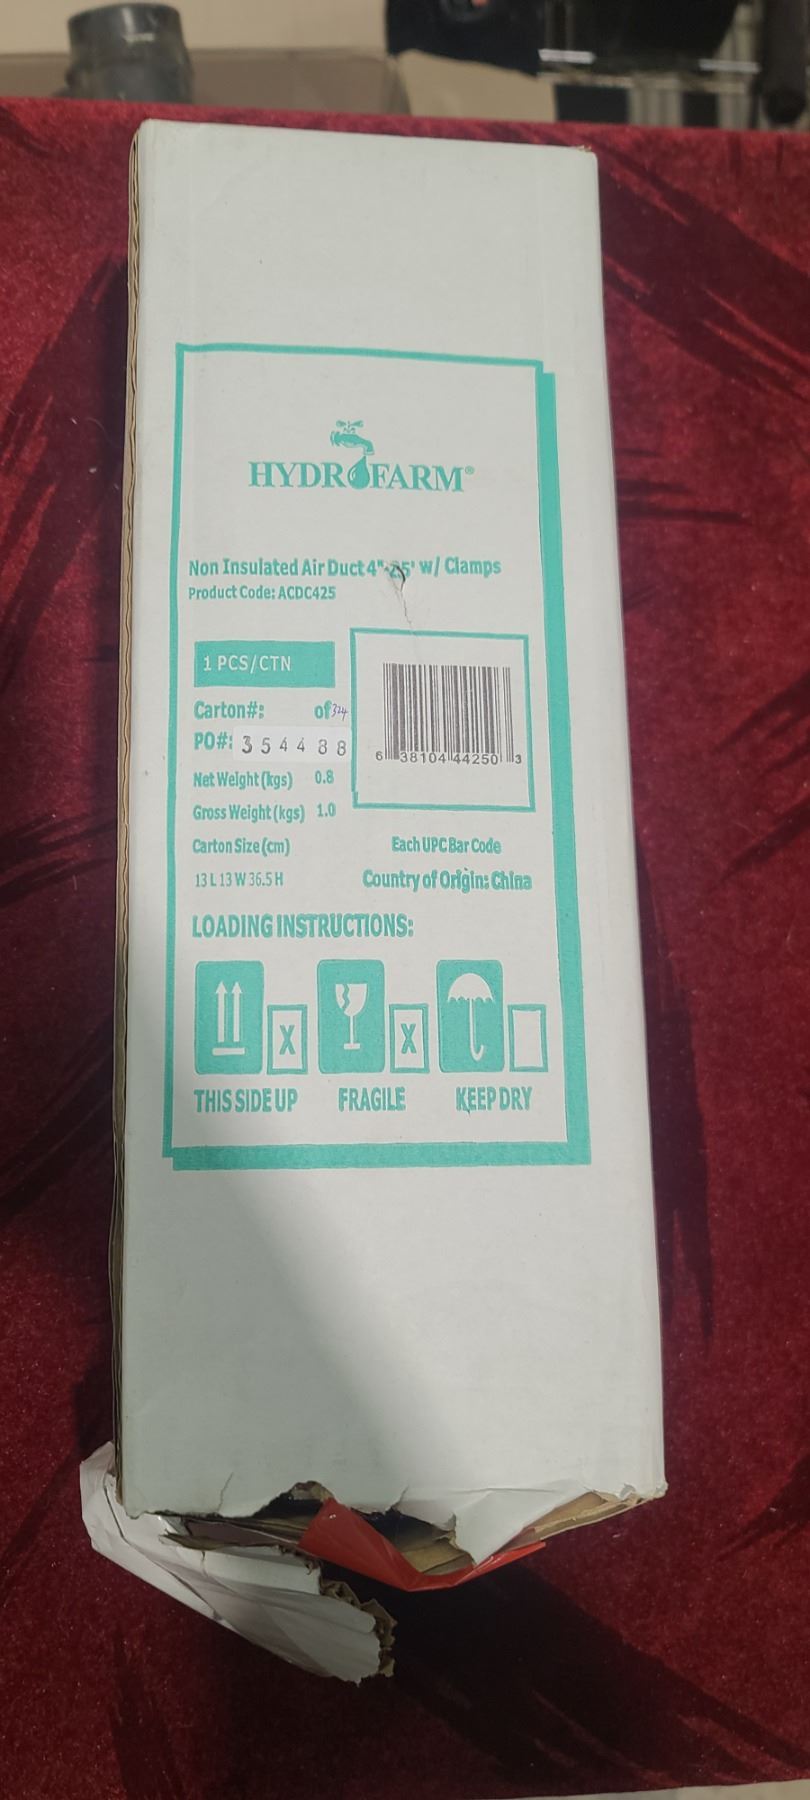 HYDROFARM®
Non Insulated Air Duct 4" 25' w/ Clamps
Product Code: ACDC425
1 PCS/CTN
Carton#: of 324
PO#: 354488
Net Weight (kgs) 0.8
Gross Weight (kgs) 1.0
Carton Size (cm)
13 L 13 W 36.5 H
6 38104 44250 3
Each UPC Bar Code
Country of Origin: China
LOADING INSTRUCTIONS:
X X
THIS SIDE UP FRAGILE KEEP DRY